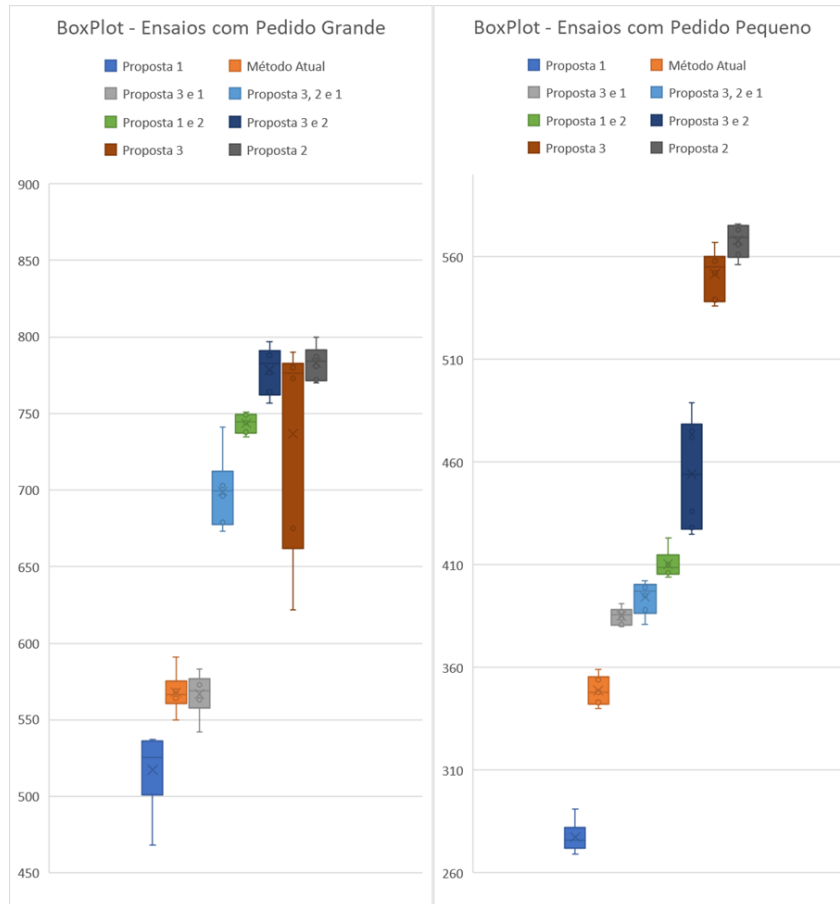 BoxPlot - Ensaios com Pedido Grande
Proposta 1 Método Atual
Proposta 3 e 1 Proposta 3, 2 e 1
Proposta 1 e 2 Proposta 3 e 2
Proposta 3 Proposta 2
900
850
800
750
700
650
600
550
500
450
BoxPlot - Ensaios com Pedido Pequeno
Proposta 1 Método Atual
Proposta 3 e 1 Proposta 3, 2 e 1
Proposta 1 e 2 Proposta 3 e 2
Proposta 3 Proposta 2
560
510
460
410
360
310
260